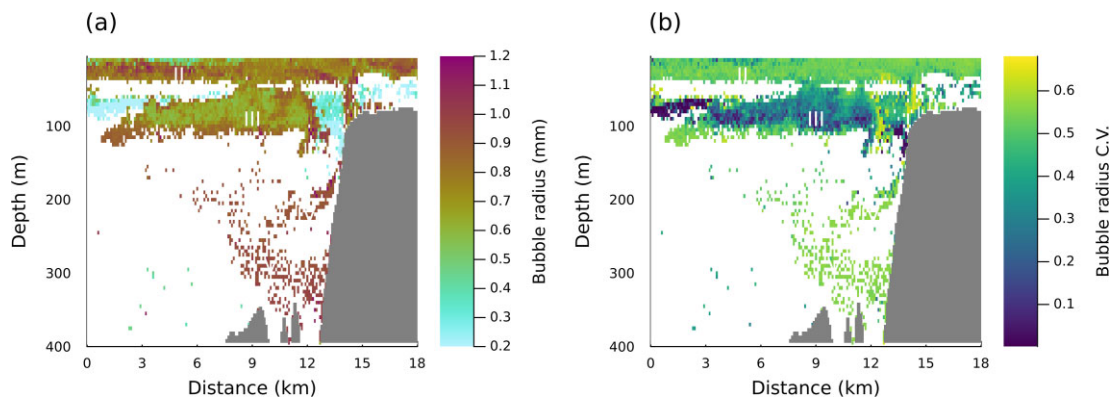 (a)
Depth (m)
100
200
300
400
0 3 6 9 12 15 18
Distance (km)
1.2
1.1
1.0
0.9
0.8
0.7
0.6
0.5
0.4
0.3
0.2
Bubble radius (mm)
(b)
Depth (m)
100
200
300
400
0 3 6 9 12 15 18
Distance (km)
0.6
0.5
0.4
0.3
0.2
0.1
Bubble radius C.V.